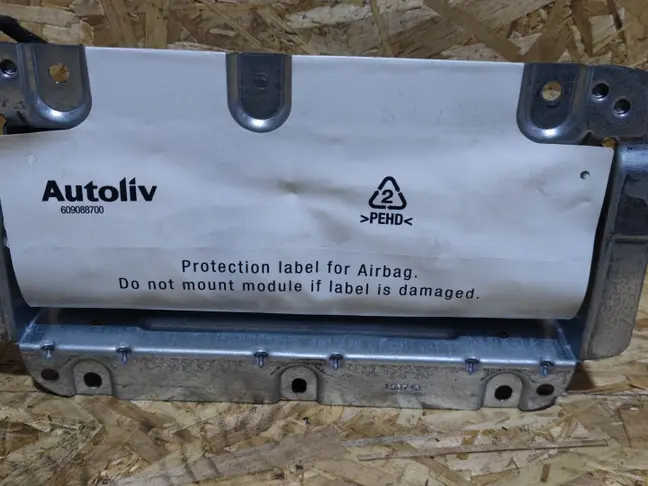 Autoliv
609088700
2
>PEHD<
Protection label for Airbag.
Do not mount module if label is damaged.